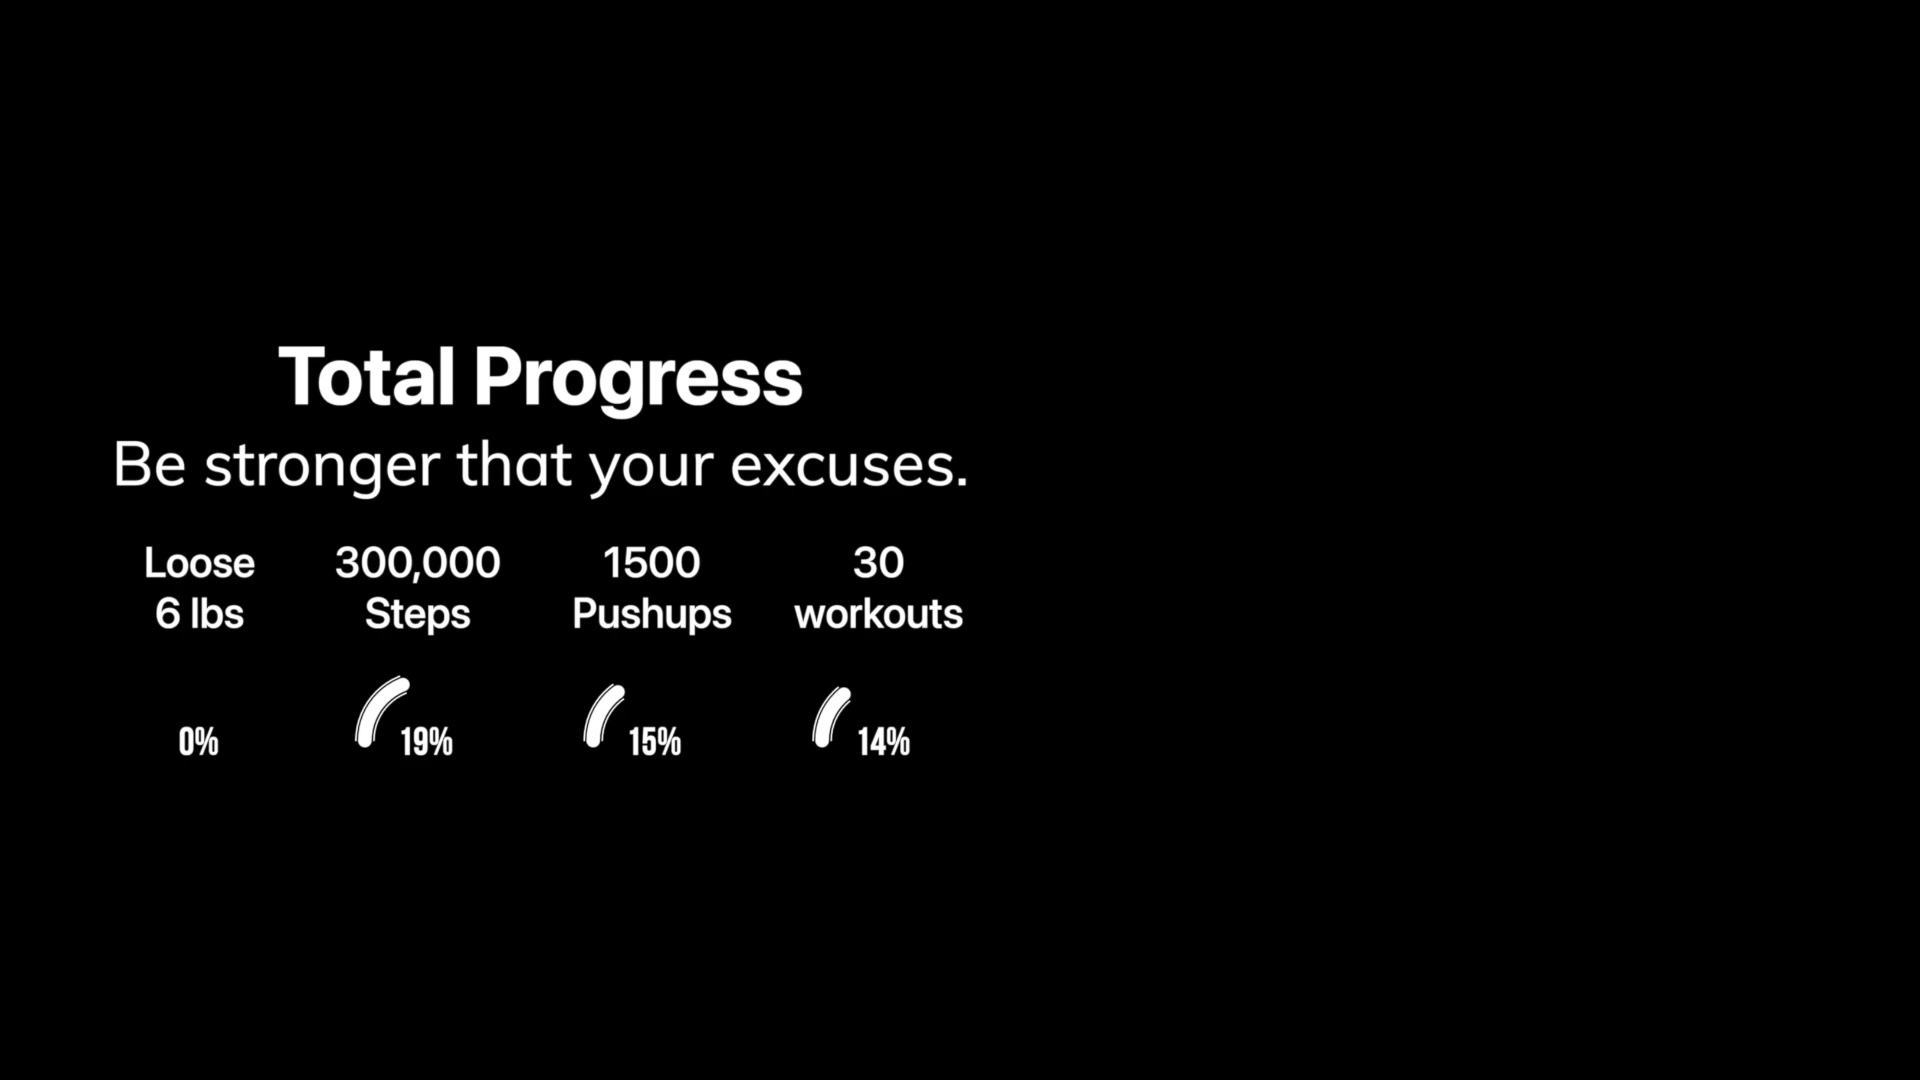 Total Progress
Be stronger that your excuses.
Loose
6 lbs
300,000
Steps
1500
Pushups
30
workouts
0%
19%
15%
14%